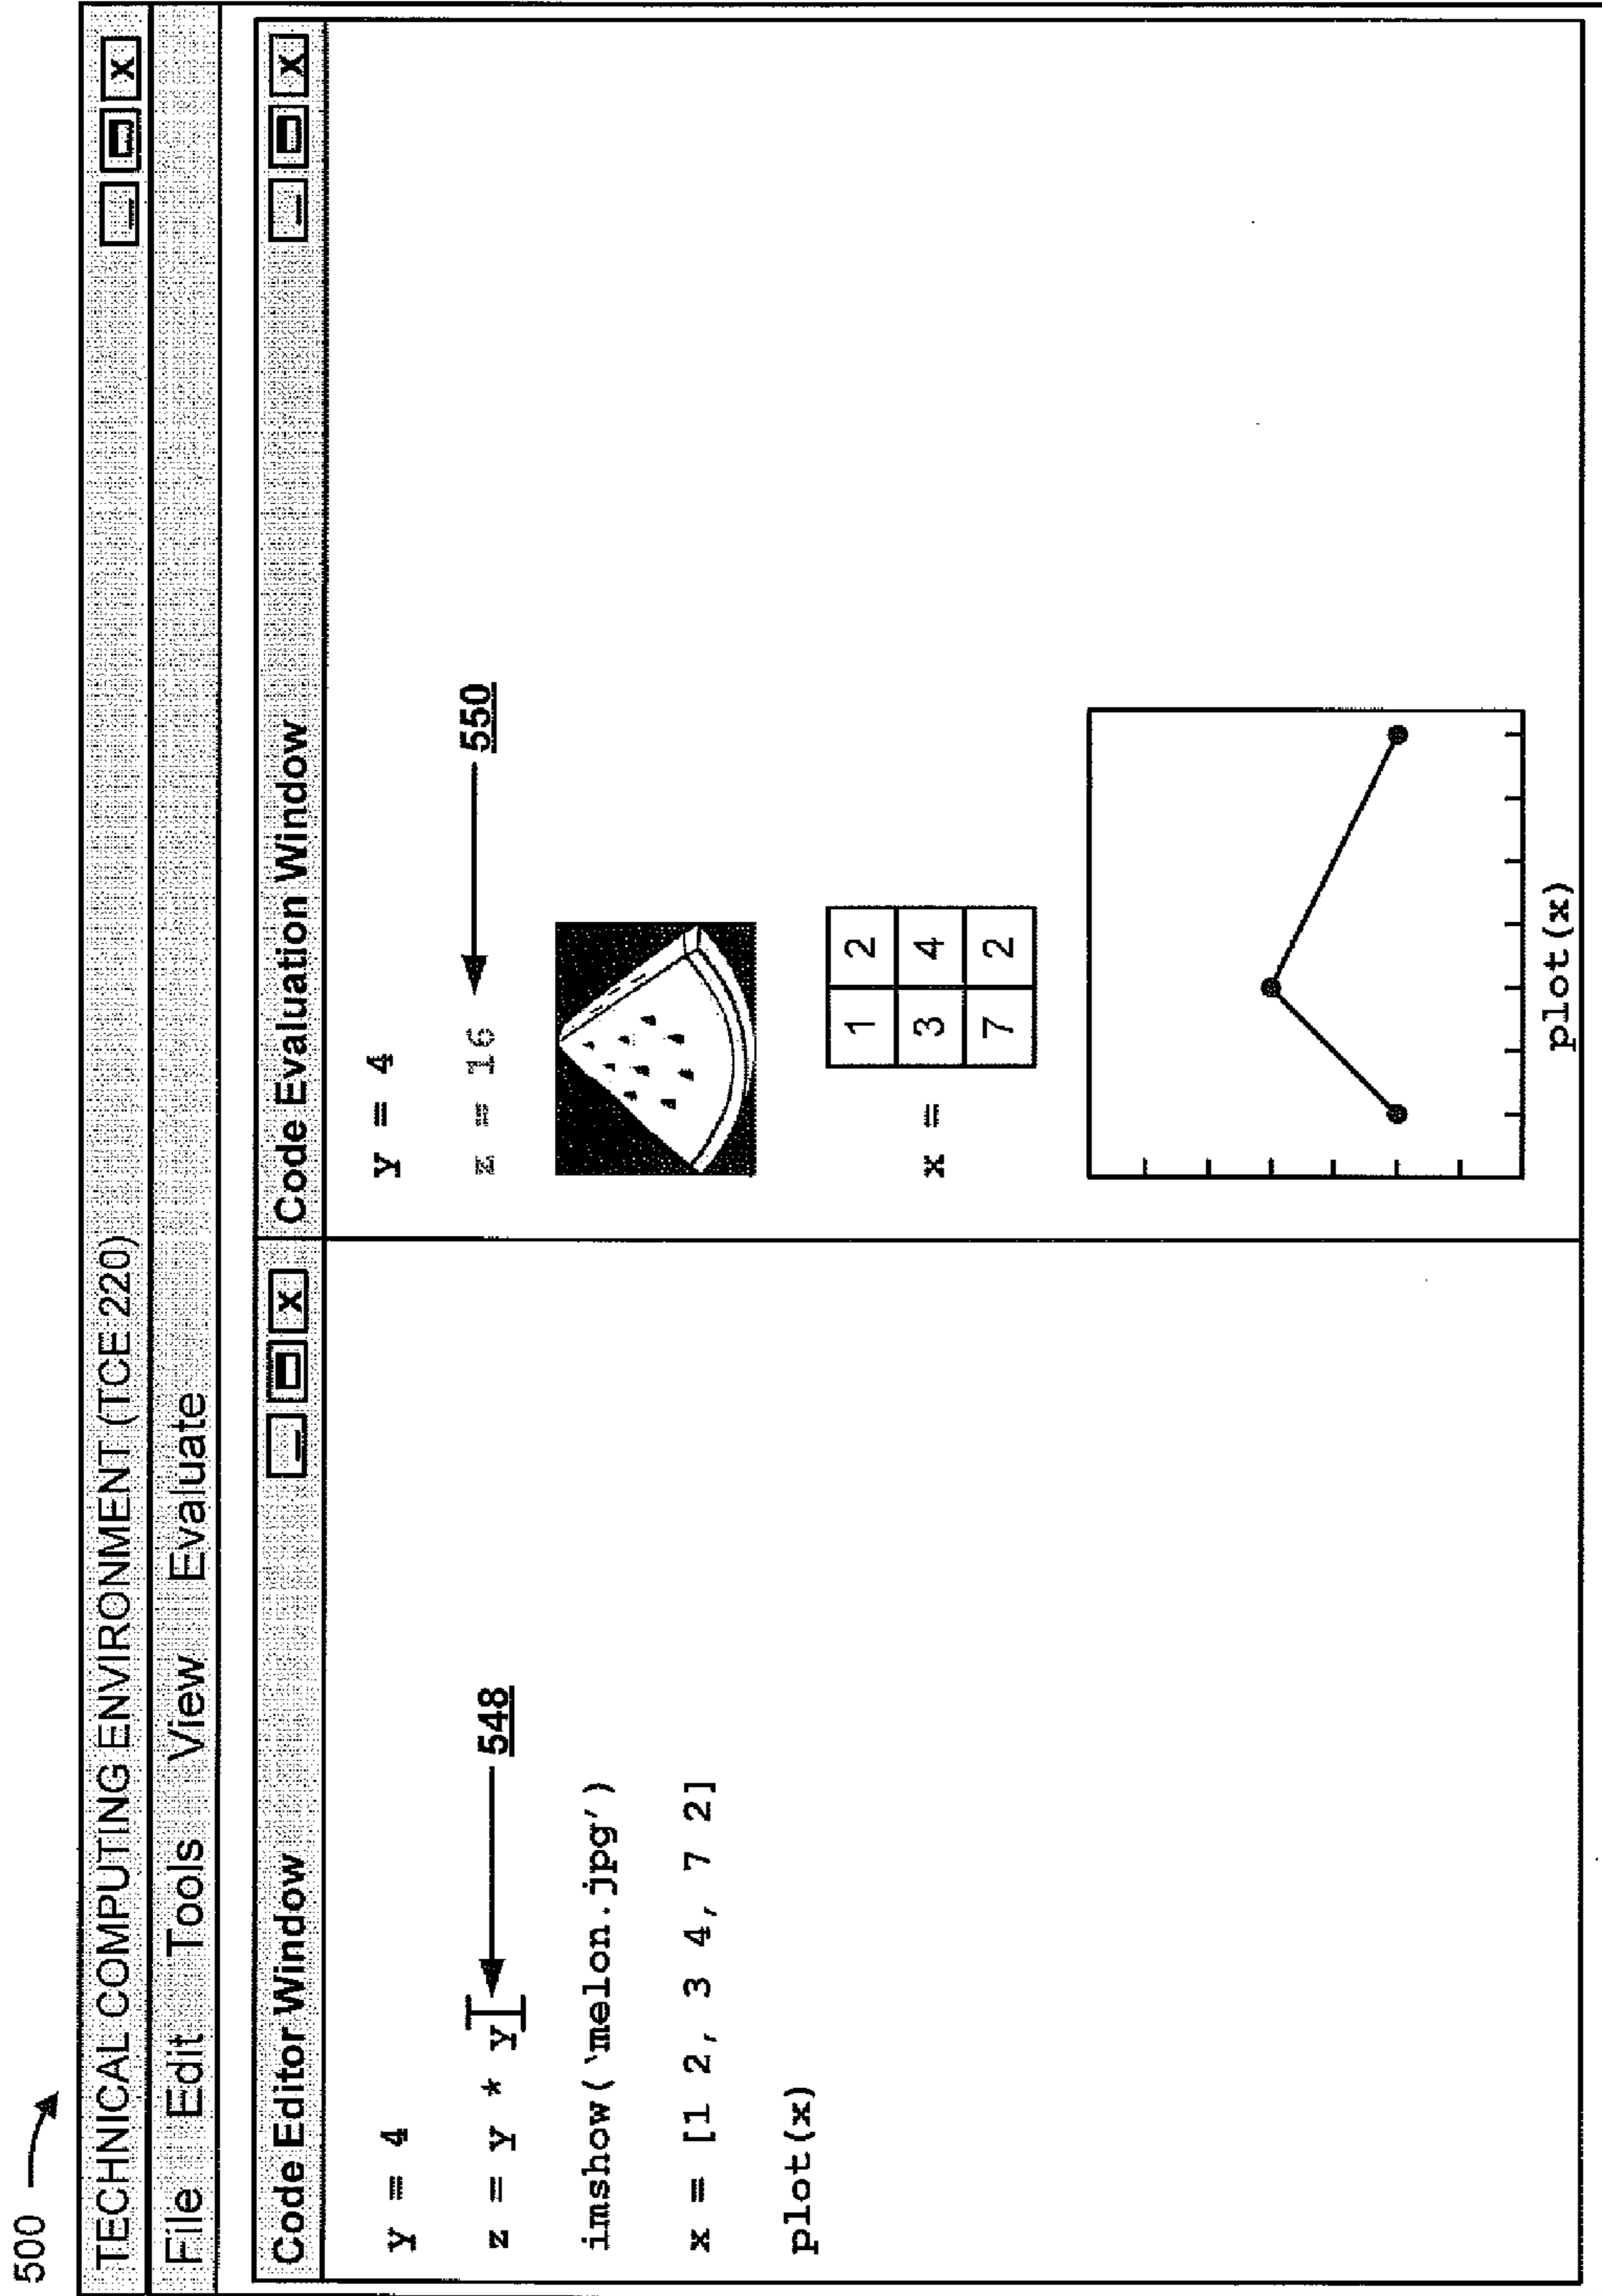 500
TECHNICAL COMPUTING ENVIRONMENT (TCE 220)
File Edit Tools View Evaluate
Code Editor Window
y = 4
z = y * y
548
imshow(‵melon.jpg′)
x = [1 2, 3 4, 7 2]
plot(x)
Code Evaluation Window
y = 4
z = 16
550
x =
1 2
3 4
7 2
plot(x)